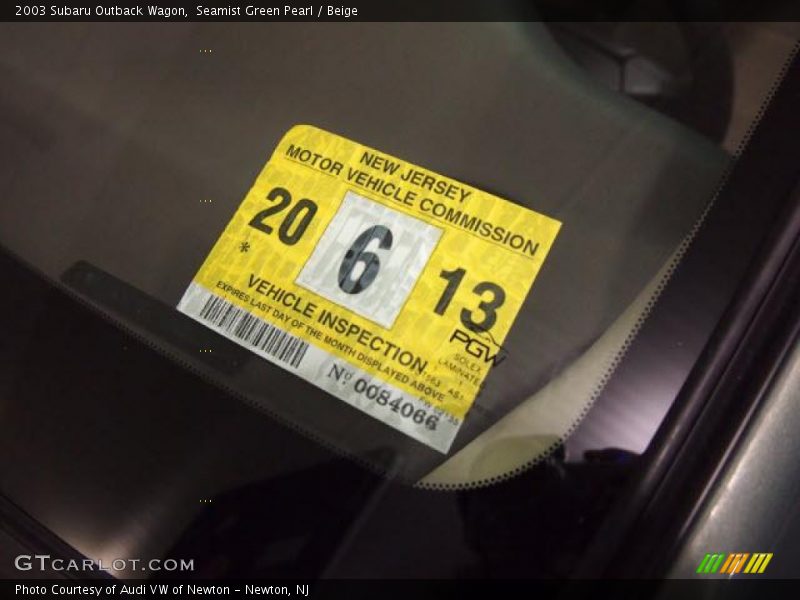 2003 Subaru Outback Wagon,  Seamist Green Pearl / Beige
NEW JERSEY
MOTOR VEHICLE COMMISSION
20 6 13
*
VEHICLE INSPECTION
EXPIRES LAST DAY OF THE MONTH DISPLAYED ABOVE
Nº 0084066
PGW
SOLEX
LAMINATED
GTCARLOT.COM
Photo Courtesy of Audi VW of Newton - Newton, NJ